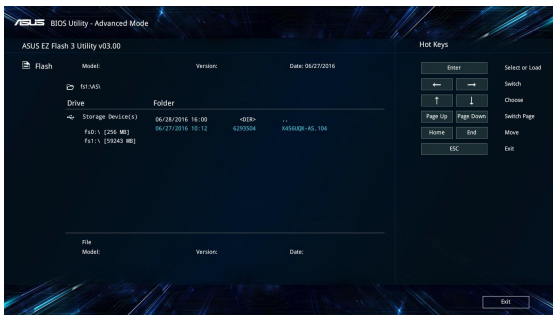 ASUS BIOS Utility - Advanced Mode
ASUS EZ Flash 3 Utility v03.00
Hot Keys
Flash
Model: Version: Date: 06/27/2016
fs1:\AS\
Drive Folder
Storage Device(s)
fs0:\ [256 MB]
fs1:\ [59243 MB]
06/28/2016 16:00 <DIR> ..
06/27/2016 10:12 6293504 X456UQK-AS.104
File
Model: Version: Date:
Enter Select or Load
← → Switch
↑ ↓ Choose
Page Up Page Down Switch Page
Home End Move
ESC Exit
Exit